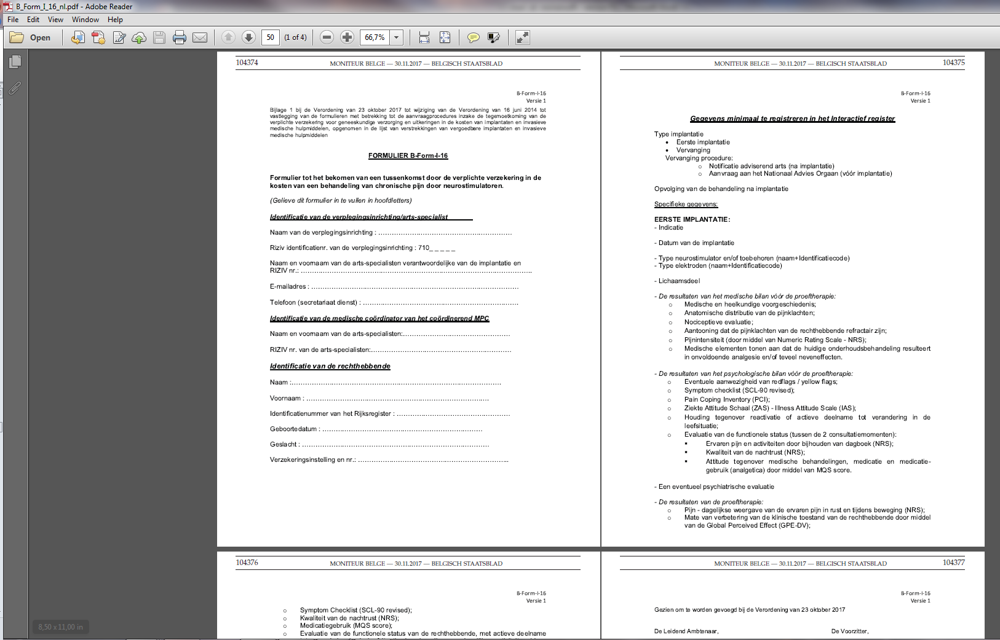 B_Form_I_16_nl.pdf - Adobe Reader
File Edit View Window Help
Open 50 (1 of 4) 66,7%
104374 MONITEUR BELGE — 30.11.2017 — BELGISCH STAATSBLAD
B-Form-I-16
Versie 1
Bijlage 1 bij de Verordening van 23 oktober 2017 tot wijziging van de Verordening van 16 juni 2014 tot
vastlegging van de formulieren met betrekking tot de aanvraagprocedures inzake de tegemoetkoming van de
verplichte verzekering voor geneeskundige verzorging en uitkeringen in de kosten van implantaten en invasieve
medische hulpmiddelen, opgenomen in de lijst van verstrekkingen van vergoedbare implantaten en invasieve
medische hulpmiddelen
FORMULIER B-Form-I-16
Formulier tot het bekomen van een tussenkomst door de verplichte verzekering in de
kosten van een behandeling van chronische pijn door neurostimulatoren.
(Gelieve dit formulier in te vullen in hoofdletters)
Identificatie van de verplegingsinrichting/arts-specialist
Naam van de verplegingsinrichting : ……………………………………………………
Riziv identificatienr. van de verplegingsinrichting : 710_ _ _ _ _
Naam en voornaam van de arts-specialisten verantwoordelijke van de implantatie en
RIZIV nr.: …………………………………………………………………………………………..
E-mailadres : …………………………………………………………………………………
Telefoon (secretariaat dienst) : ……………………………………………………………
Identificatie van de medische coördinator van het coördinerend MPC
Naam en voornaam van de arts-specialisten:…………………………………………
RIZIV nr. van de arts-specialisten:………………………………………………………
Identificatie van de rechthebbende
Naam :…………………………………………………………………………………
Voornaam : ………………………………………………………………………
Identificatienummer van het Rijksregister : ……………………………………………
Geboortedatum : ………………………………………………………………
Geslacht : …………………………………………………………………………
Verzekeringsinstelling en nr.: …………………………………………………………..
104375 MONITEUR BELGE — 30.11.2017 — BELGISCH STAATSBLAD
B-Form-I-16
Versie 1
Gegevens minimaal te registreren in het Interactief register
Type implantatie
• Eerste implantatie
• Vervanging
Vervanging procedure:
o Notificatie adviserend arts (na implantatie)
o Aanvraag aan het Nationaal Advies Orgaan (vóór implantatie)
Opvolging van de behandeling na implantatie
Specifieke gegevens:
EERSTE IMPLANTATIE:
- Indicatie
- Datum van de implantatie
- Type neurostimulator en/of toebehoren (naam+Identificatiecode)
- Type elektroden (naam+Identificatiecode)
- Lichaamsdeel
- De resultaten van het medische bilan vóór de proeftherapie:
o Medische en heelkundige voorgeschiedenis;
o Anatomische distributie van de pijnklachten;
o Nociceptieve evaluatie;
o Aantooning dat de pijnklachten van de rechthebbende refractair zijn;
o Pijnintensiteit (door middel van Numeric Rating Scale - NRS);
o Medische elementen tonen aan dat de huidige onderhoudsbehandeling resulteert
in onvoldoende analgesie en/of teveel neveneffecten.
- De resultaten van het psychologische bilan vóór de proeftherapie:
o Eventuele aanwezigheid van redflags / yellow flags;
o Symptom checklist (SCL-90 revised);
o Pain Coping Inventory (PCI);
o Ziekte Attitude Schaal (ZAS) - Illness Attitude Scale (IAS);
o Houding tegenover reactivatie of actieve deelname tot verandering in de
leefsituatie;
o Evaluatie van de functionele status (tussen de 2 consultatiemomenten):
▪ Ervaren pijn en activiteiten door bijhouden van dagboek (NRS);
▪ Kwaliteit van de nachtrust (NRS);
▪ Attitude tegenover medische behandelingen, medicatie en medicatie-
gebruik (analgetica) door middel van MQS score.
- Een eventueel psychiatrische evaluatie
- De resultaten van de proeftherapie:
o Pijn - dagelijkse weergave van de ervaren pijn in rust en tijdens beweging (NRS);
o Mate van verbetering van de klinische toestand van de rechthebbende door middel
van de Global Perceived Effect (GPE-DV);
104376 MONITEUR BELGE — 30.11.2017 — BELGISCH STAATSBLAD
B-Form-I-16
Versie 1
o Symptom Checklist (SCL-90 revised);
o Kwaliteit van de nachtrust (NRS);
o Medicatiegebruik (MQS score);
o Evaluatie van de functionele status van de rechthebbende, met actieve deelname
104377 MONITEUR BELGE — 30.11.2017 — BELGISCH STAATSBLAD
B-Form-I-16
Versie 1
Gezien om te worden gevoegd bij de Verordening van 23 oktober 2017
De Leidend Ambtenaar, De Voorzitter,
8,50 x 11,00 in